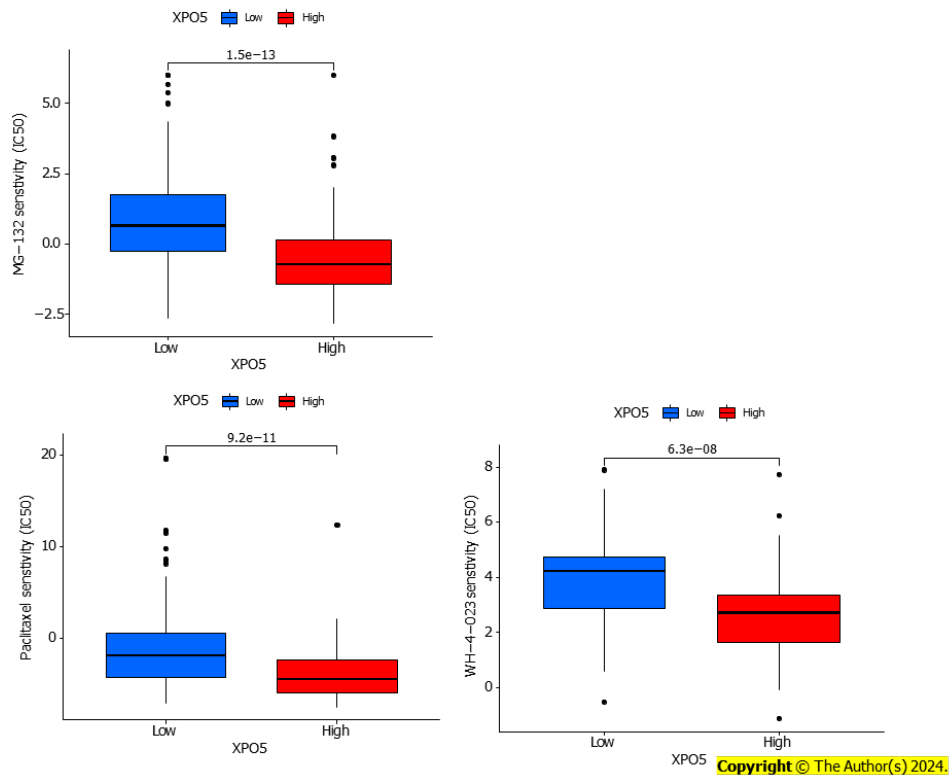 XPO5 Low High
1.5e−13
MG−132 senstivity (IC50)
5.0
2.5
0.0
−2.5
Low High
XPO5
XPO5 Low High
9.2e−11
Paclitaxel senstivity (IC50)
20
10
0
Low High
XPO5
XPO5 Low High
6.3e−08
WH−4−023 senstivity (IC50)
8
6
4
2
0
Low High
XPO5
Copyright © The Author(s) 2024.